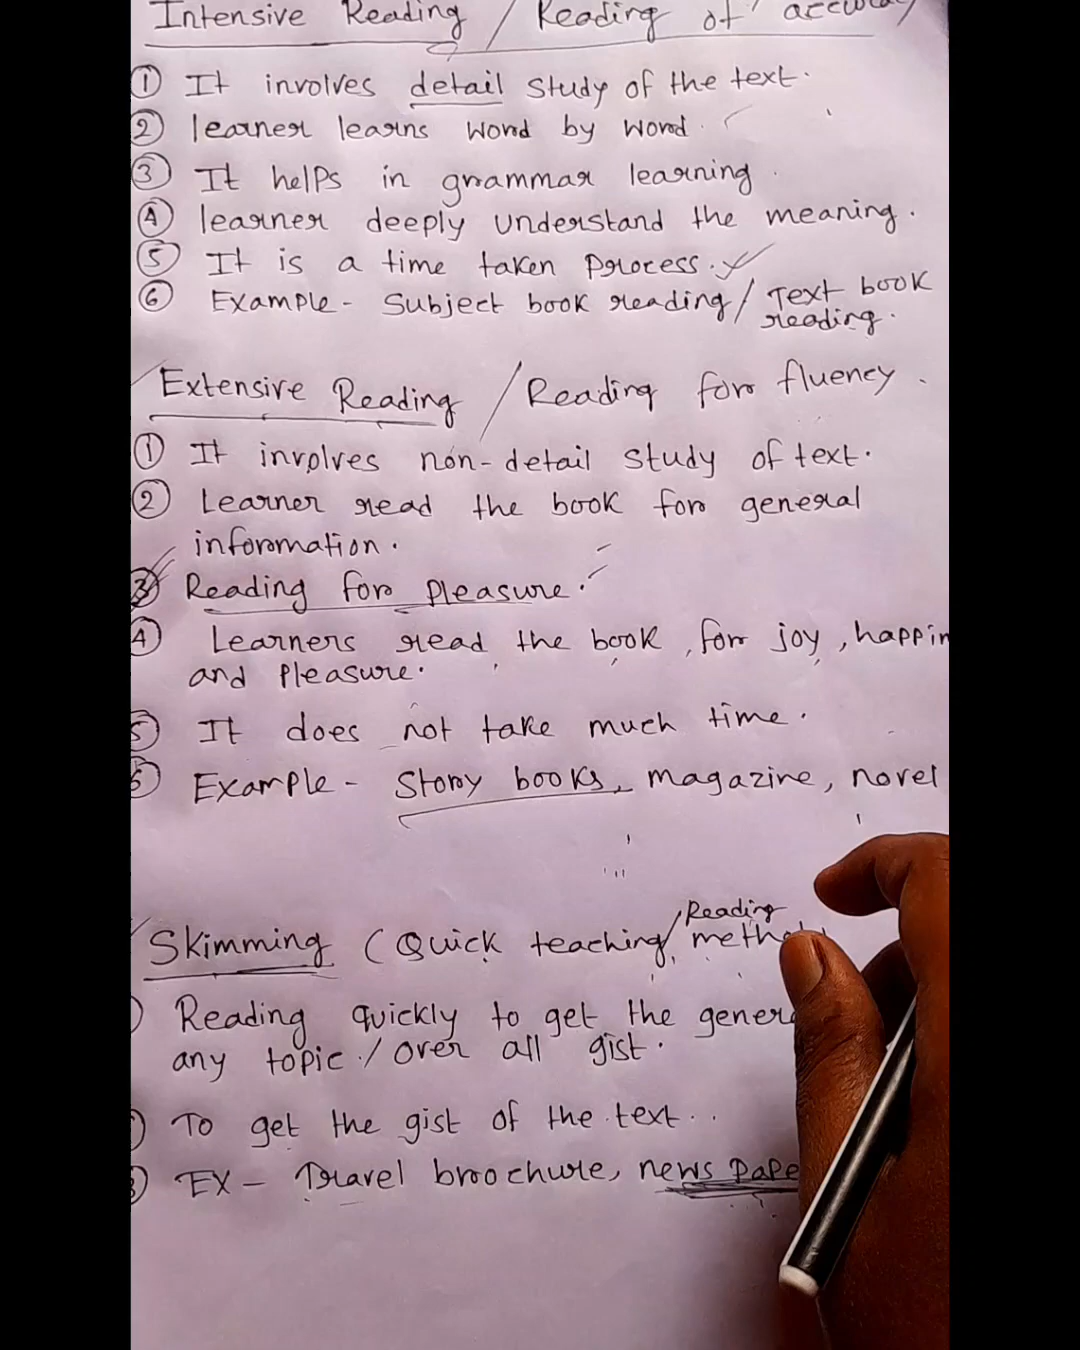 Intensive Reading / Reading of accuracy
① It involves detail study of the text.
② learner learns word by word.
③ It helps in grammar learning.
④ learner deeply understand the meaning.
⑤ It is a time taken process.
⑥ Example - Subject book reading / Text book
reading.
Extensive Reading / Reading for fluency.
① It involves non-detail study of text.
② Learner read the book for general
information.
③ Reading for pleasure.
④ Learners read the book, for joy, happin
and pleasure.
⑤ It does not take much time.
⑥ Example - Story books, magazine, novel
Skimming (Quick teaching / Reading
Reading quickly to get the gener
any topic. / over all gist.
To get the gist of the text..
③ EX - Travel brochure, news pape